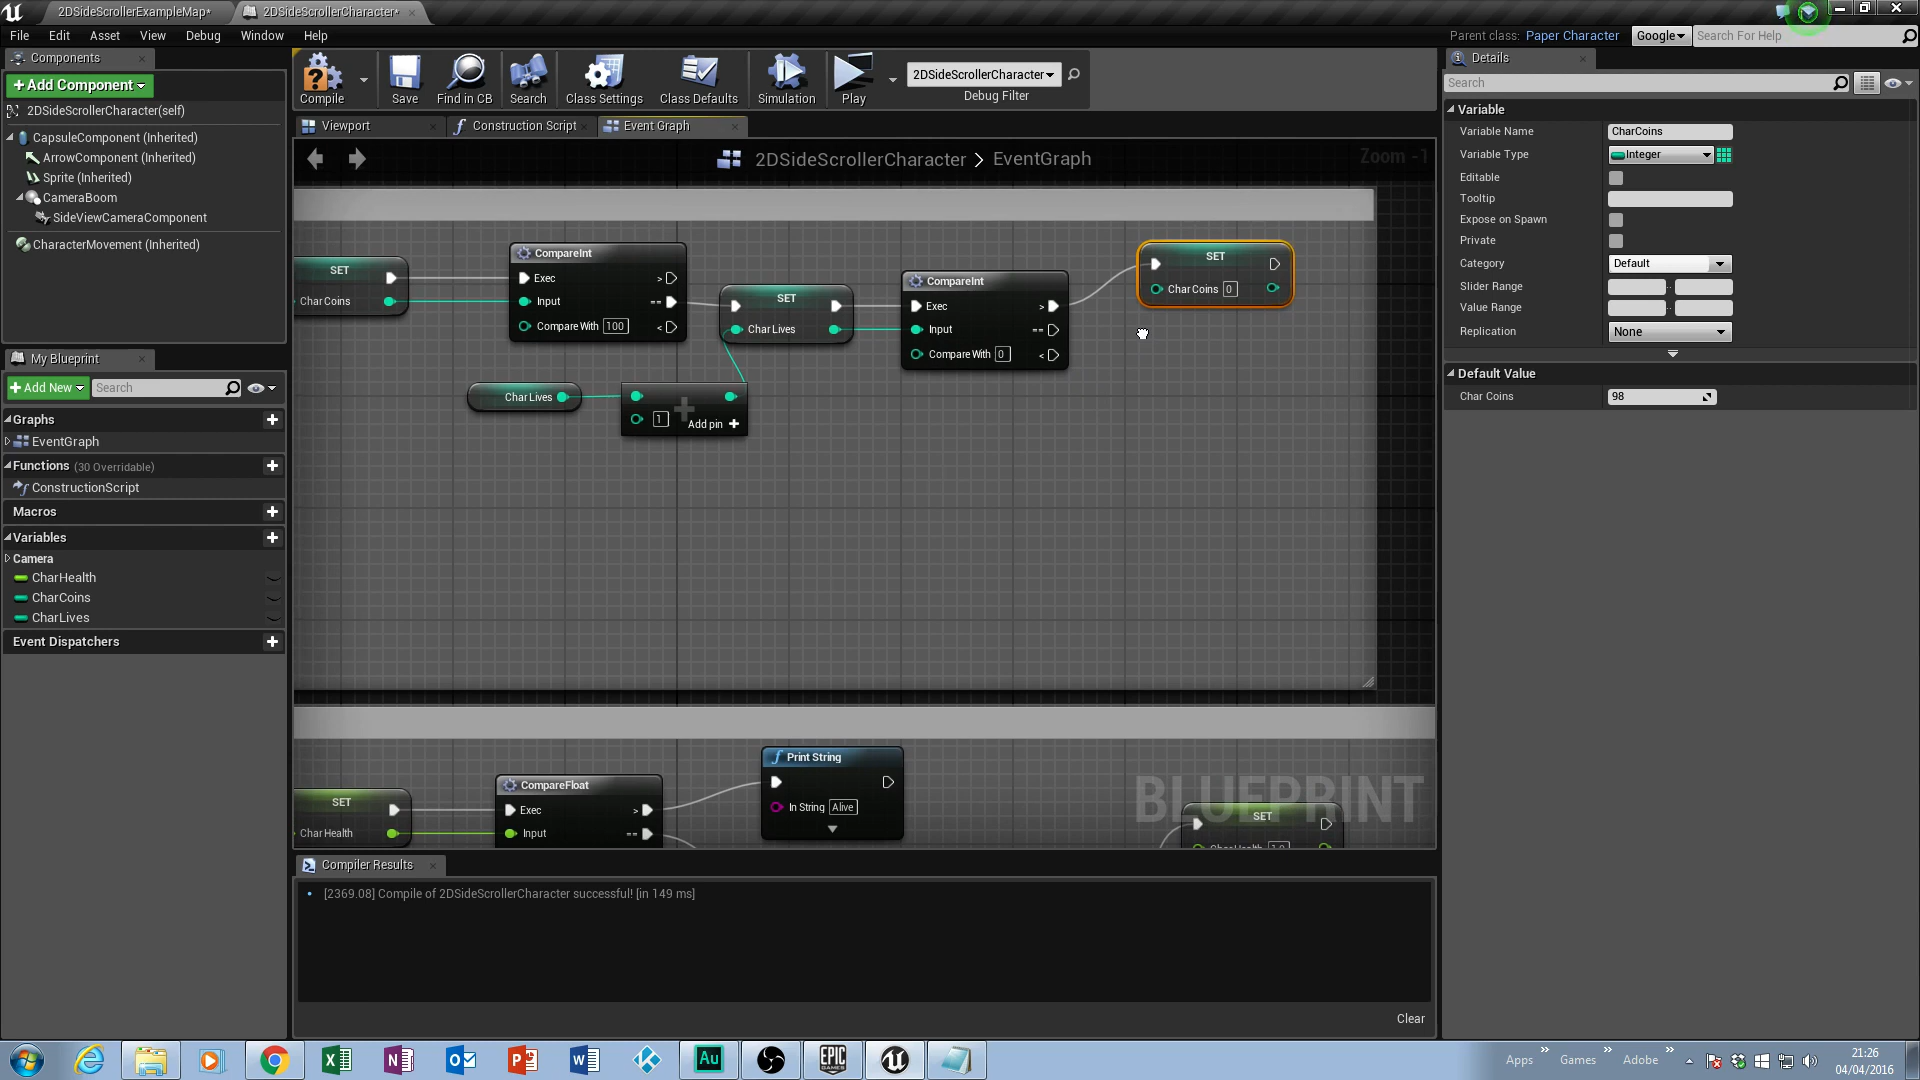 2DSideScrollerExampleMap*
2DSideScrollerCharacter*
File Edit Asset View Debug Window Help
Parent class: Paper Character Google Search For Help
Components
+Add Component
2DSideScrollerCharacter(self)
CapsuleComponent (Inherited)
ArrowComponent (Inherited)
Sprite (Inherited)
CameraBoom
SideViewCameraComponent
CharacterMovement (Inherited)
Compile
Save
Find in CB
Search
Class Settings
Class Defaults
Simulation
Play
2DSideScrollerCharacter
Debug Filter
Viewport
Construction Script
Event Graph
2DSideScrollerCharacter > EventGraph
Zoom -1
SET
Char Coins
CompareInt
Exec >
Input ==
Compare With 100 <
SET
Char Lives
CompareInt
Exec >
Input ==
Compare With 0 <
SET
Char Coins 0
Char Lives
1
Add pin +
SET
Char Health
CompareFloat
Exec >
Input ==
Print String
In String Alive
BLUEPRINT
SET
Char Health 1.0
My Blueprint
+Add New Search
Graphs
EventGraph
Functions (30 Overridable)
ConstructionScript
Macros
Variables
Camera
CharHealth
CharCoins
CharLives
Event Dispatchers
Compiler Results
[2369.08] Compile of 2DSideScrollerCharacter successful! [in 149 ms]
Clear
Details
Search
Variable
Variable Name CharCoins
Variable Type Integer
Editable
Tooltip
Expose on Spawn
Private
Category Default
Slider Range
Value Range
Replication None
Default Value
Char Coins 98
Au
EPIC GAMES
Apps » Games » Adobe »
21:26
04/04/2016